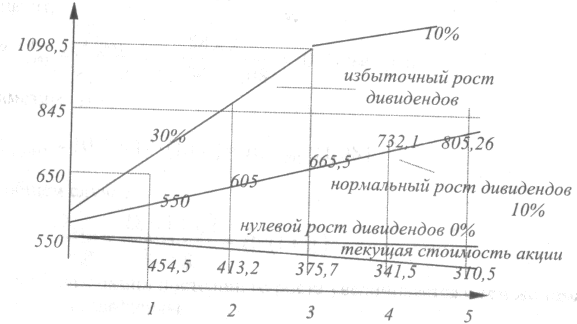 10%
1098,5
избыточный рост
дивидендов
845
30%
732,1 805,26
665,5
650
605
нормальный рост дивидендов
550
10%
нулевой рост дивидендов 0%
550
текущая стоимость акции
454,5 413,2 375,7 341,5 310,5
1 2 3 4 5